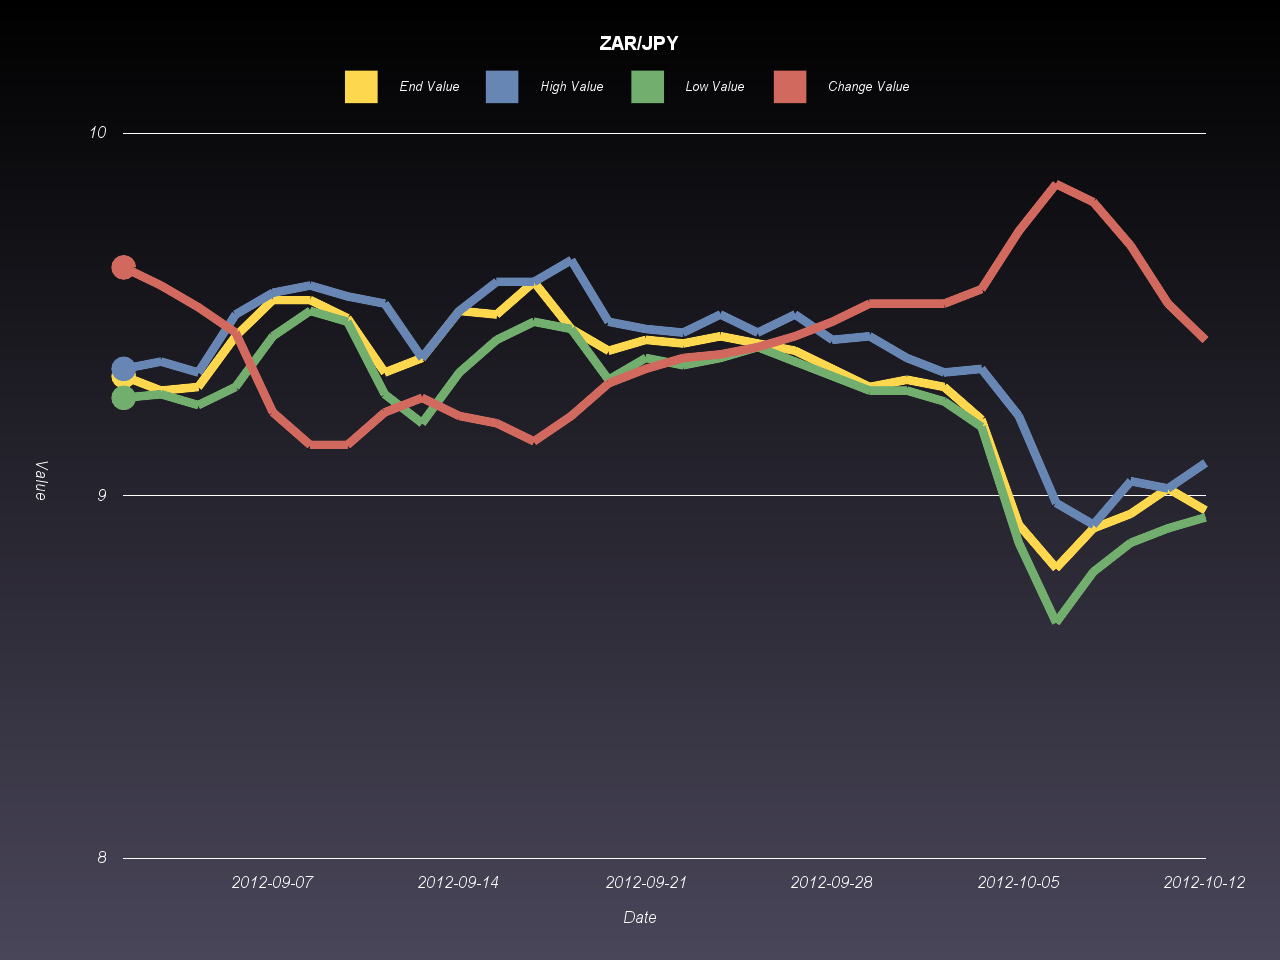 ZAR/JPY
End Value High Value Low Value Change Value
10
9
8
Value
2012-09-07 2012-09-14 2012-09-21 2012-09-28 2012-10-05 2012-10-12
Date